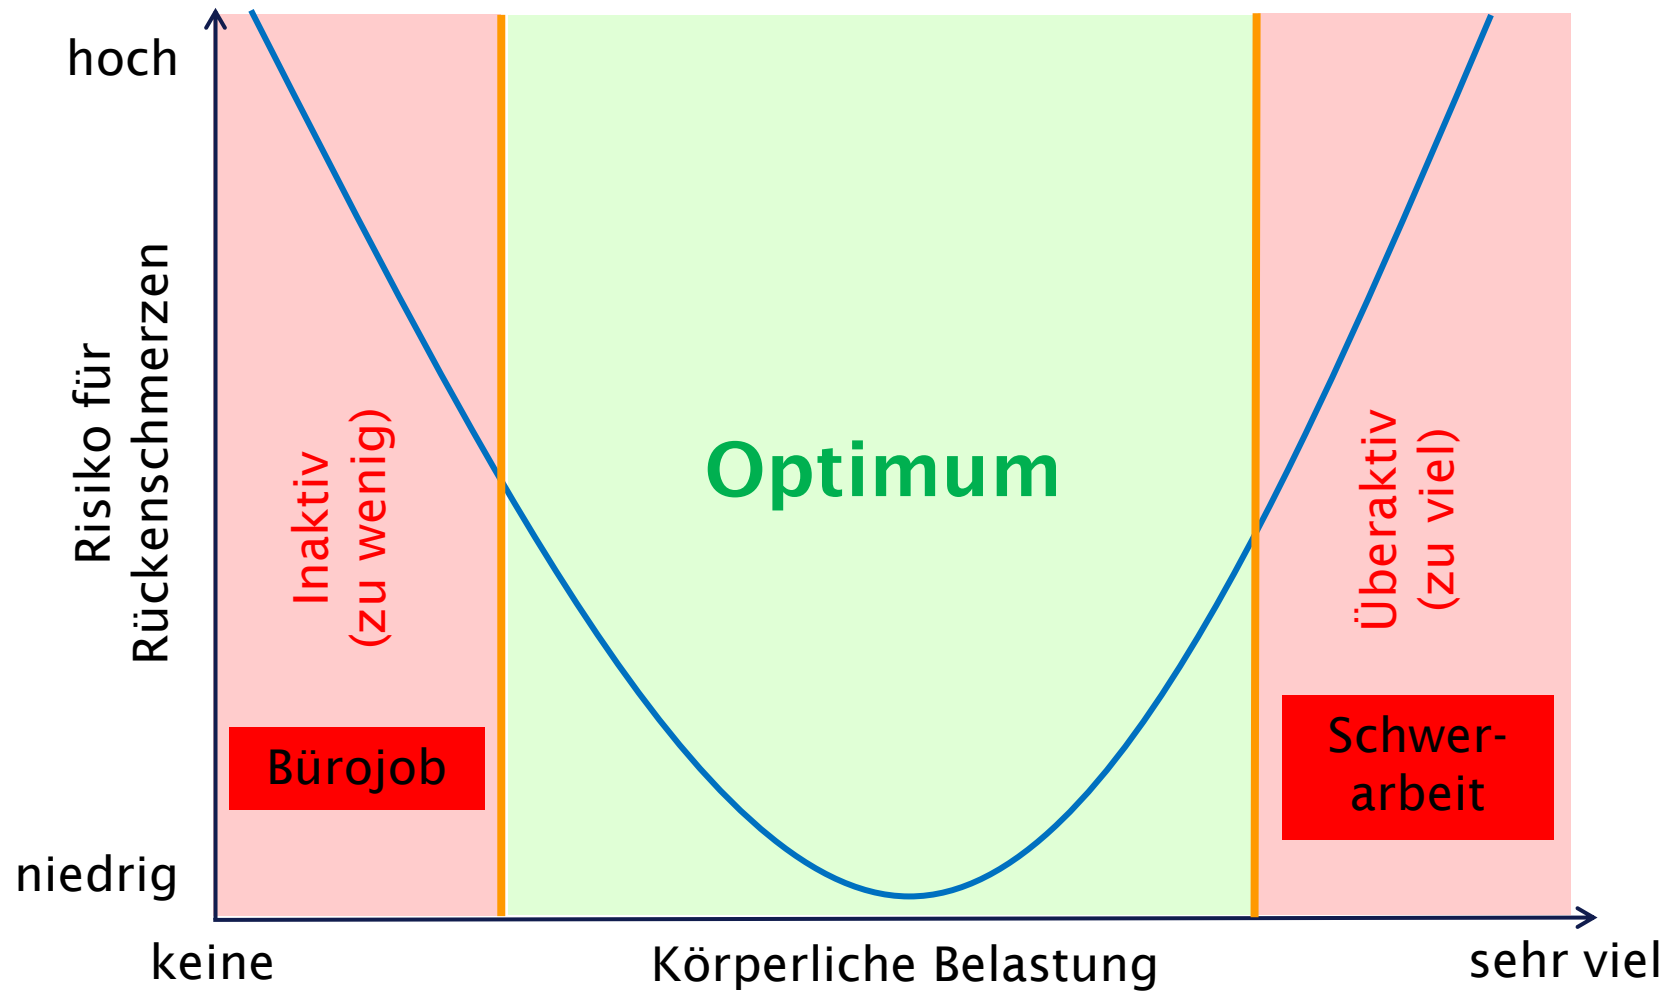 hoch
Risiko für
Rückenschmerzen
niedrig
Inaktiv
(zu wenig)
Bürojob
Optimum
Überaktiv
(zu viel)
Schwer-
arbeit
keine
Körperliche Belastung
sehr viel